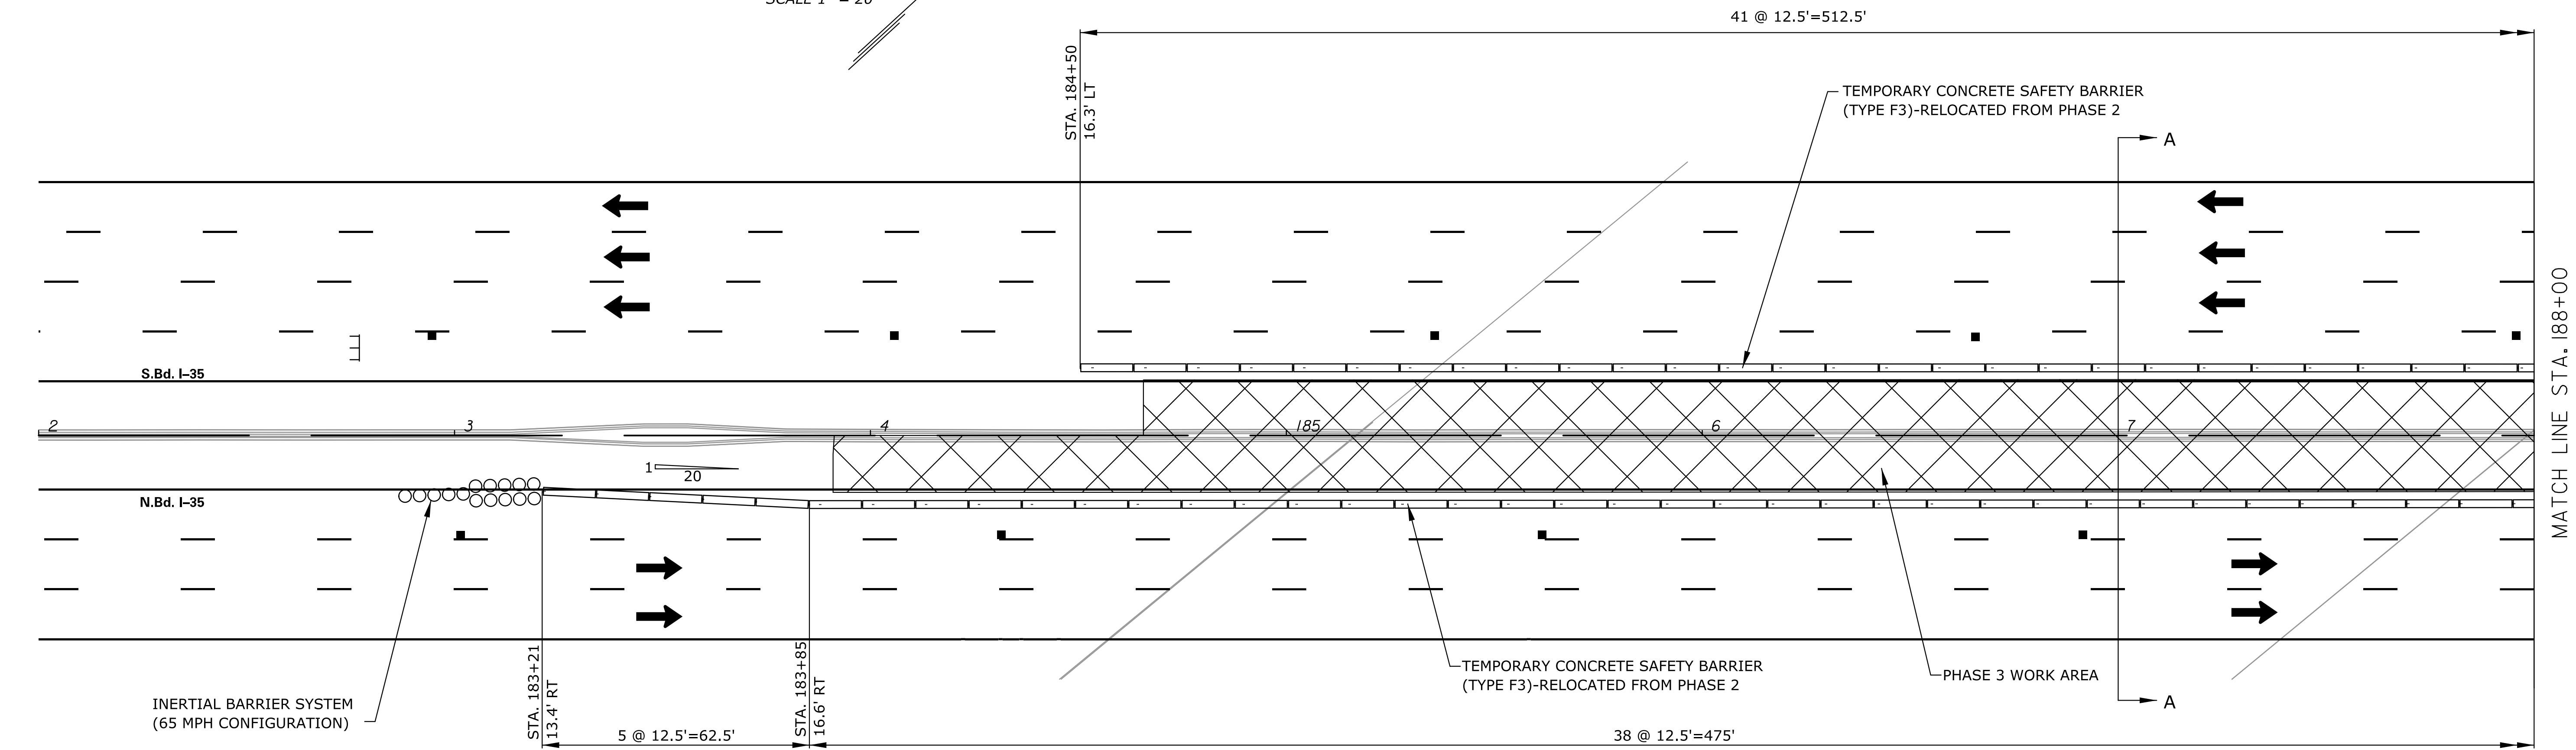 SCALE 1" = 20'
41 @ 12.5'=512.5'
STA. 184+50
16.3' LT
TEMPORARY CONCRETE SAFETY BARRIER
(TYPE F3)-RELOCATED FROM PHASE 2
A
MATCH LINE STA. 188+00
S.Bd. I-35
2 3 4 185 6 7
1
20
N.Bd. I-35
INERTIAL BARRIER SYSTEM
(65 MPH CONFIGURATION)
STA. 183+21
13.4' RT
STA. 183+85
16.6' RT
TEMPORARY CONCRETE SAFETY BARRIER
(TYPE F3)-RELOCATED FROM PHASE 2
PHASE 3 WORK AREA
A
5 @ 12.5'=62.5'
38 @ 12.5'=475'